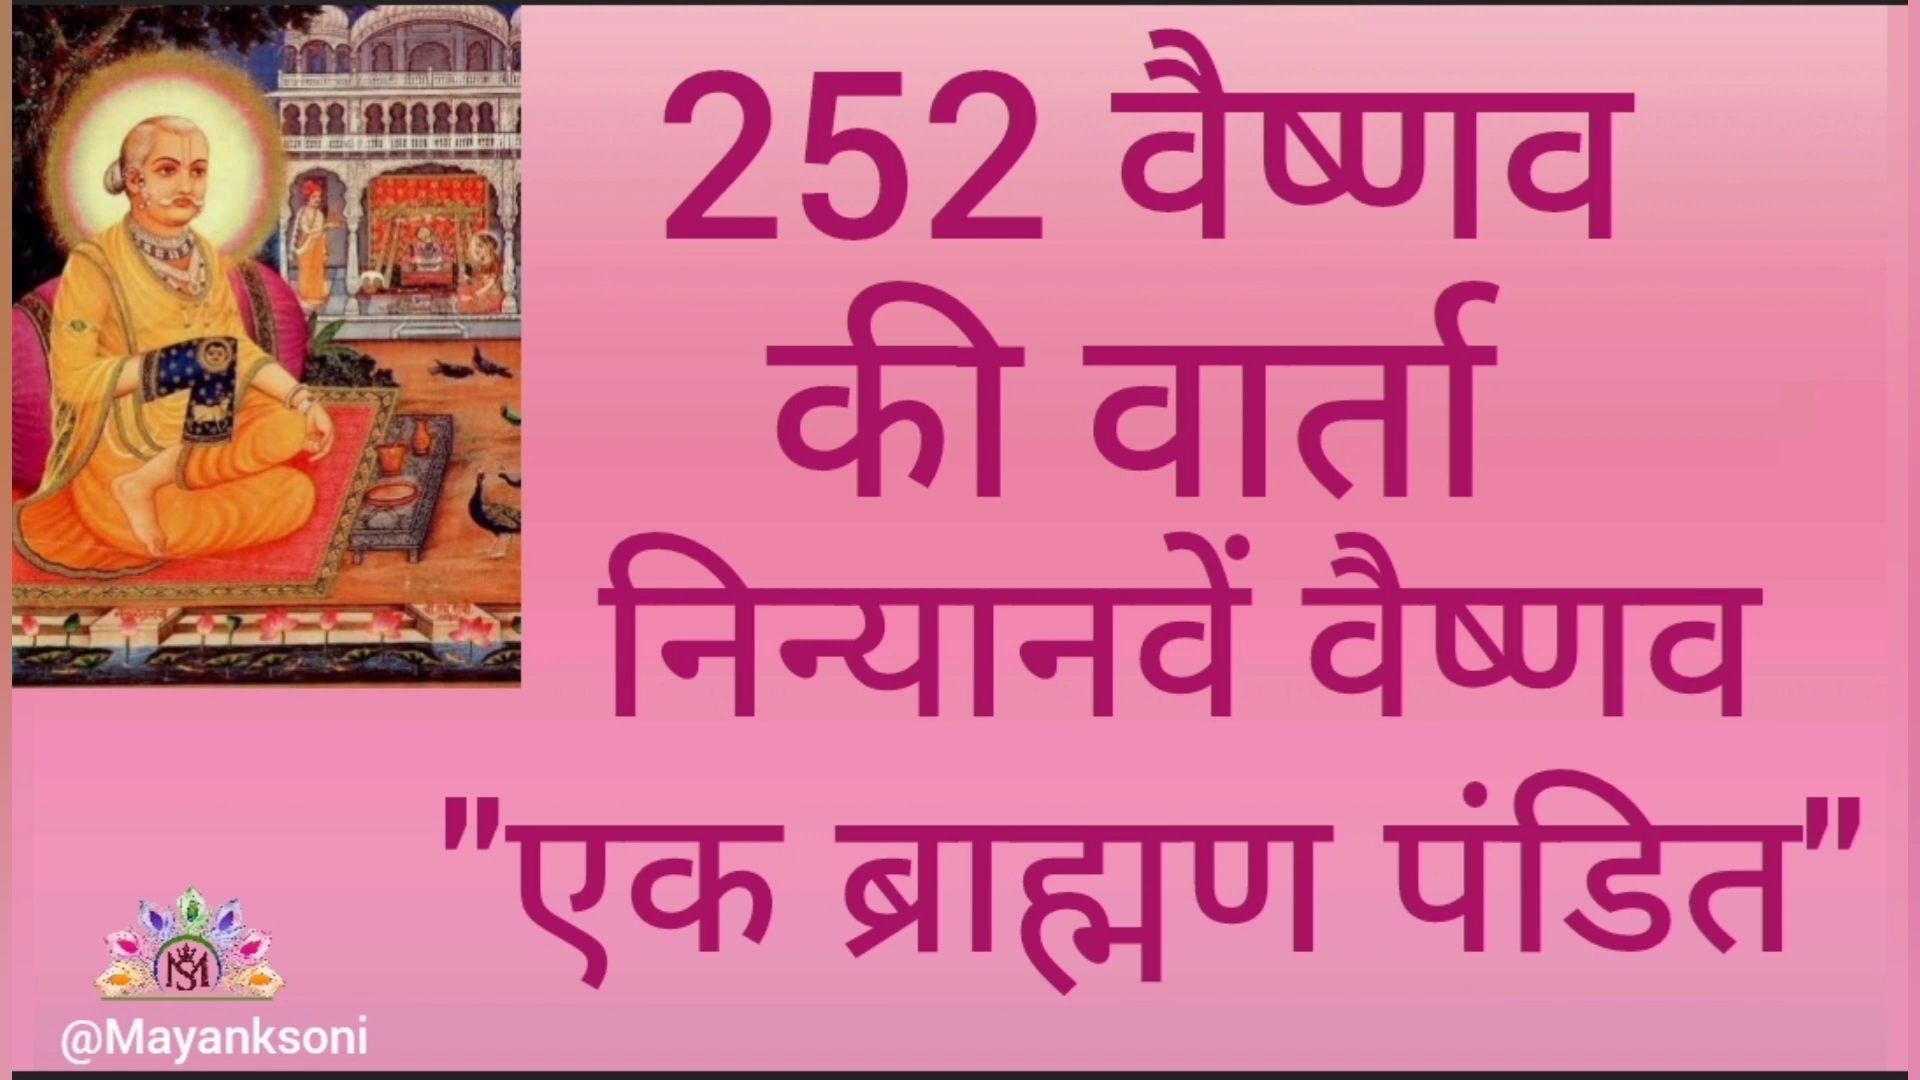 252 वैष्णव
की वार्ता
निन्यानवें वैष्णव
"एक ब्राह्मण पंडित"
@Mayanksoni